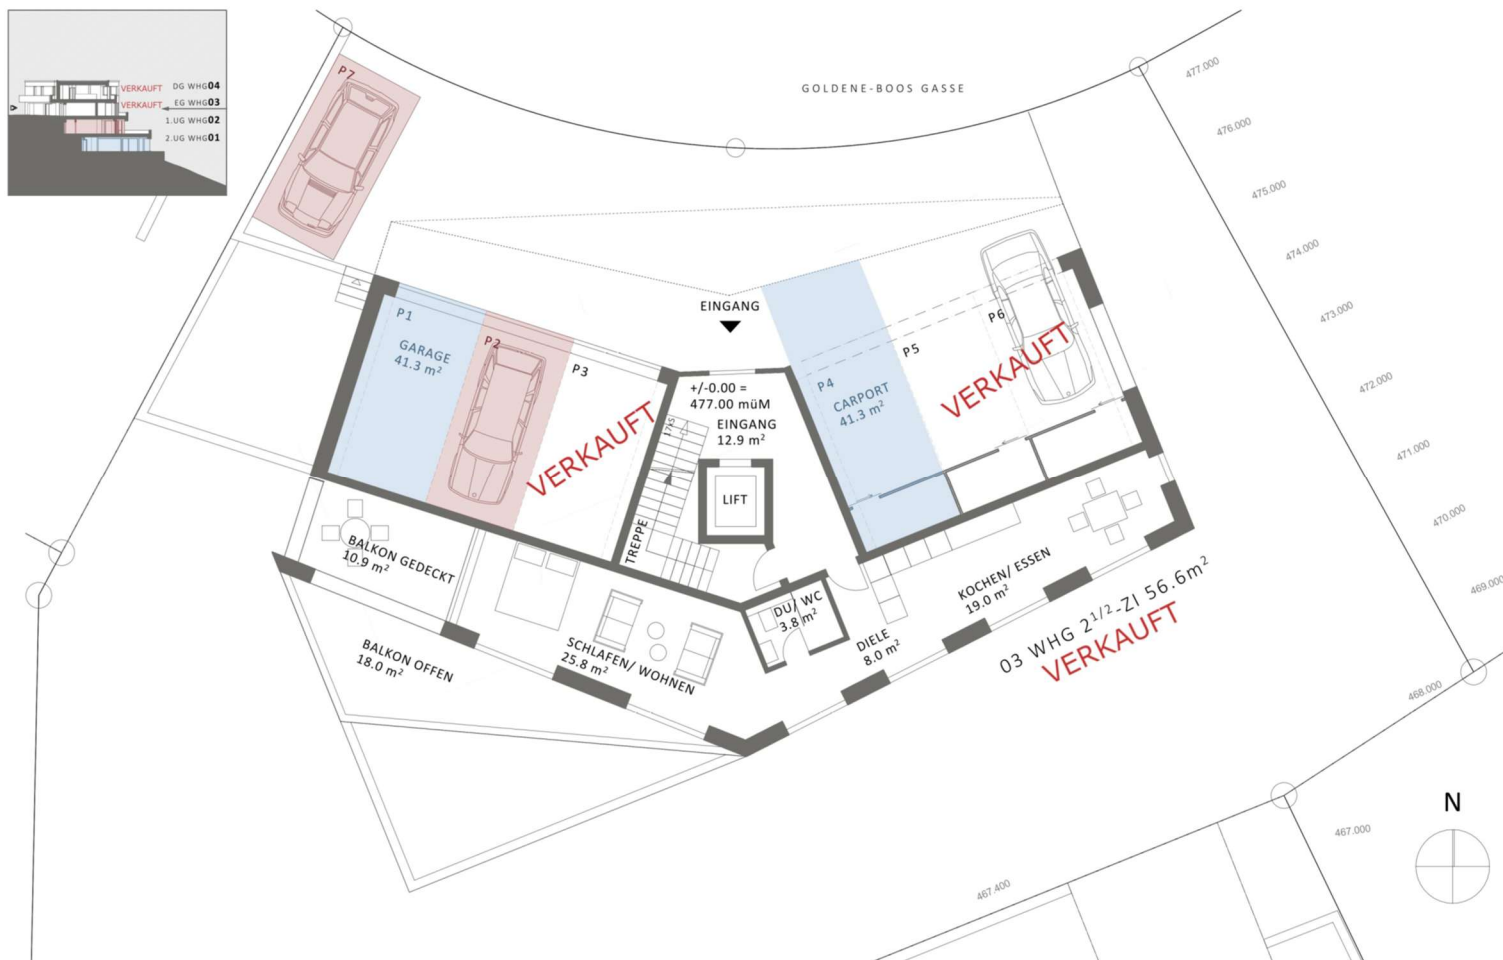 VERKAUFT DG WHG04
VERKAUFT EG WHG03
1.UG WHG02
2.UG WHG01
P7
GOLDENE-BOOS GASSE
477.000
476.000
475.000
474.000
473.000
472.000
471.000
470.000
469.000
468.000
467.000
467.400
EINGANG
P1
GARAGE
41.3 m²
P2
P3
VERKAUFT
+/-0.00 =
477.00 müM
EINGANG
12.9 m²
17xS
TREPPE
LIFT
P4
CARPORT
41.3 m²
P5
P6
VERKAUFT
BALKON GEDECKT
10.9 m²
BALKON OFFEN
18.0 m²
SCHLAFEN/ WOHNEN
25.8 m²
DU/ WC
3.8 m²
DIELE
8.0 m²
KOCHEN/ ESSEN
19.0 m²
03 WHG 2 1/2-ZI 56.6m²
VERKAUFT
N